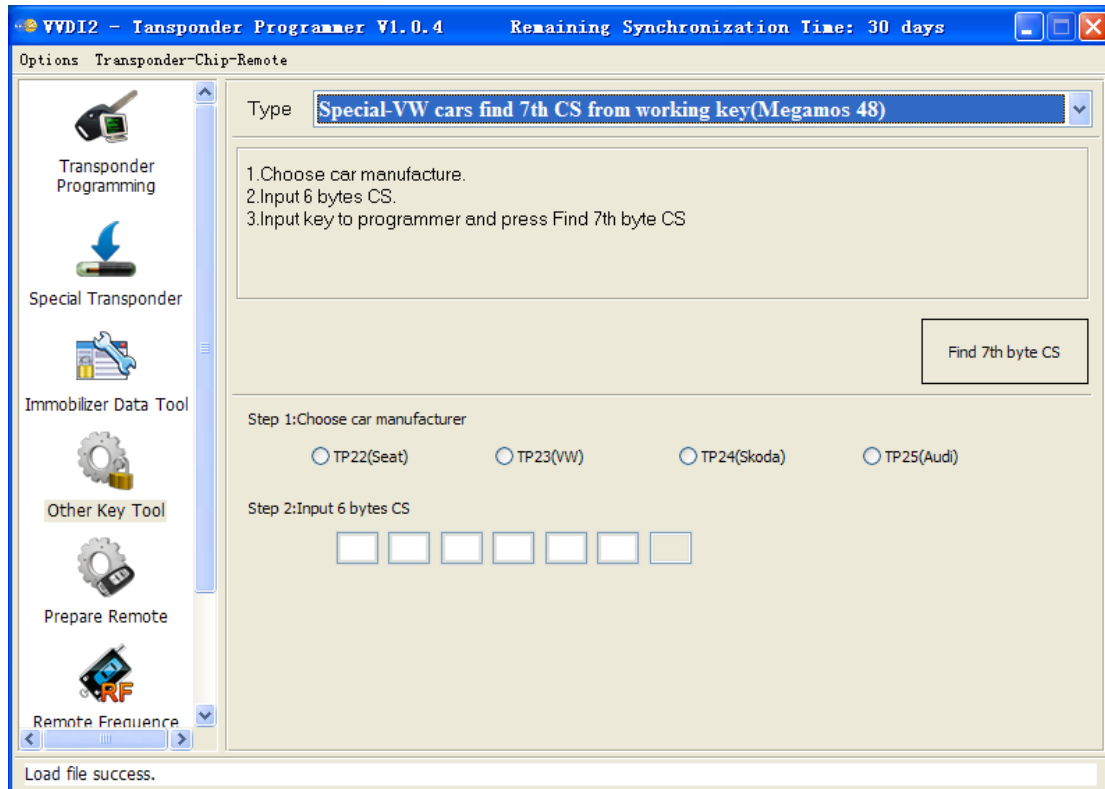 VVDI2 - Tansponder Programmer V1.0.4 Remaining Synchronization Time: 30 days
Options Transponder-Chip-Remote
Transponder
Programming
Special Transponder
Immobilizer Data Tool
Other Key Tool
Prepare Remote
RF
Remote Frequence
Type Special-VW cars find 7th CS from working key(Megamos 48)
1.Choose car manufacture.
2.Input 6 bytes CS.
3.Input key to programmer and press Find 7th byte CS
Find 7th byte CS
Step 1:Choose car manufacturer
TP22(Seat) TP23(VW) TP24(Skoda) TP25(Audi)
Step 2:Input 6 bytes CS
Load file success.